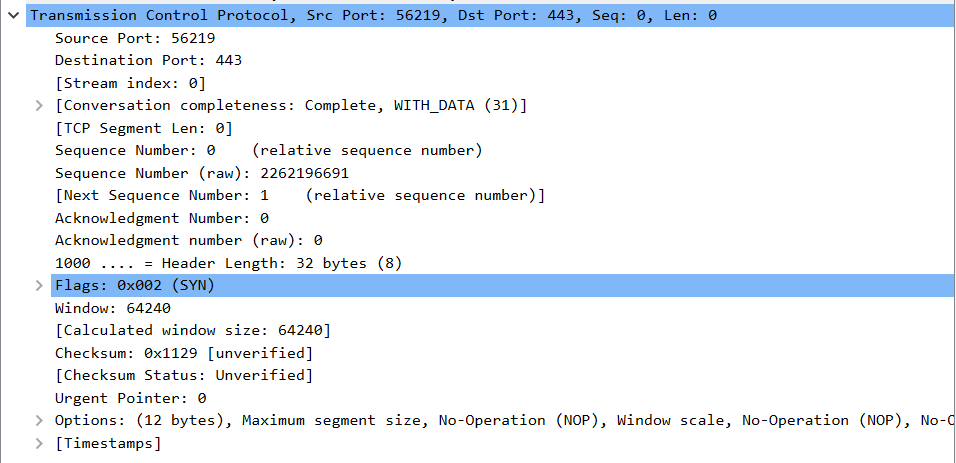 Transmission Control Protocol, Src Port: 56219, Dst Port: 443, Seq: 0, Len: 0
Source Port: 56219
Destination Port: 443
[Stream index: 0]
[Conversation completeness: Complete, WITH_DATA (31)]
[TCP Segment Len: 0]
Sequence Number: 0    (relative sequence number)
Sequence Number (raw): 2262196691
[Next Sequence Number: 1    (relative sequence number)]
Acknowledgment Number: 0
Acknowledgment number (raw): 0
1000 .... = Header Length: 32 bytes (8)
Flags: 0x002 (SYN)
Window: 64240
[Calculated window size: 64240]
Checksum: 0x1129 [unverified]
[Checksum Status: Unverified]
Urgent Pointer: 0
Options: (12 bytes), Maximum segment size, No-Operation (NOP), Window scale, No-Operation (NOP),
[Timestamps]